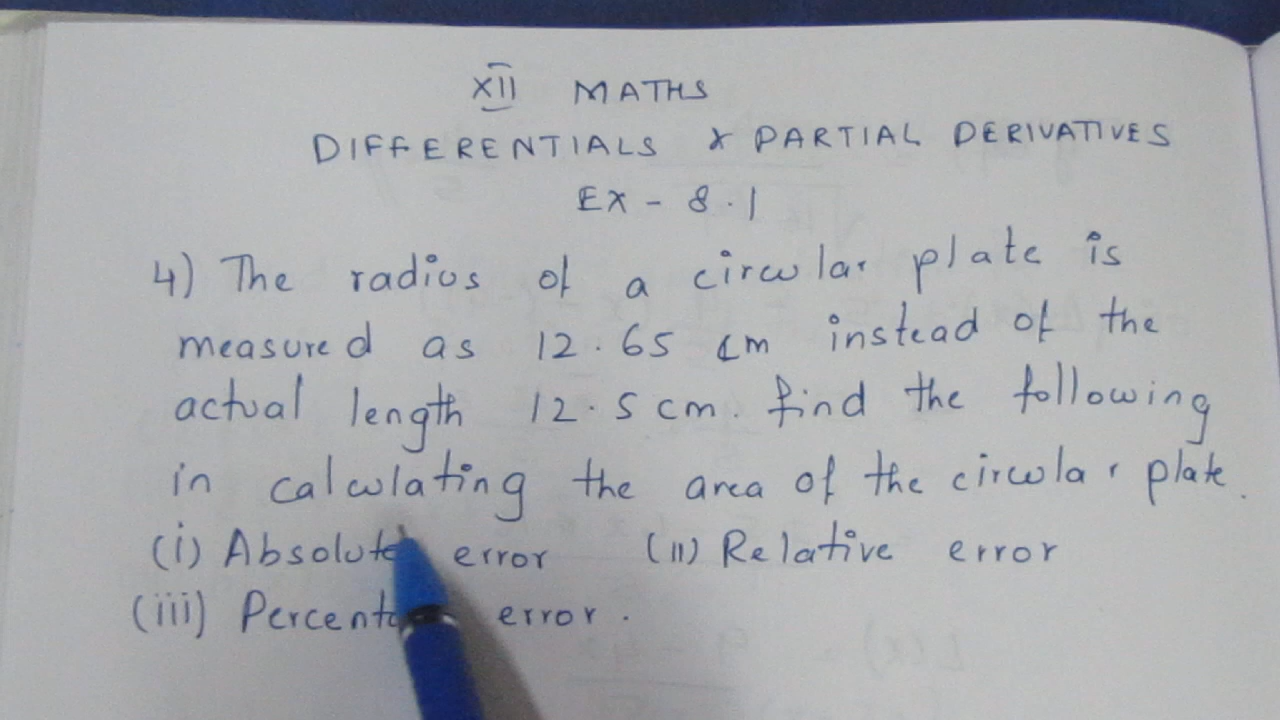 XII MATHS
DIFFERENTIALS & PARTIAL DERIVATIVES
EX - 8.1
4) The radius of a circular plate is
measured as 12.65 cm instead of the
actual length 12.5 cm. find the following
in calculating the area of the circular plate.
(i) Absolute error (ii) Relative error
(iii) error.